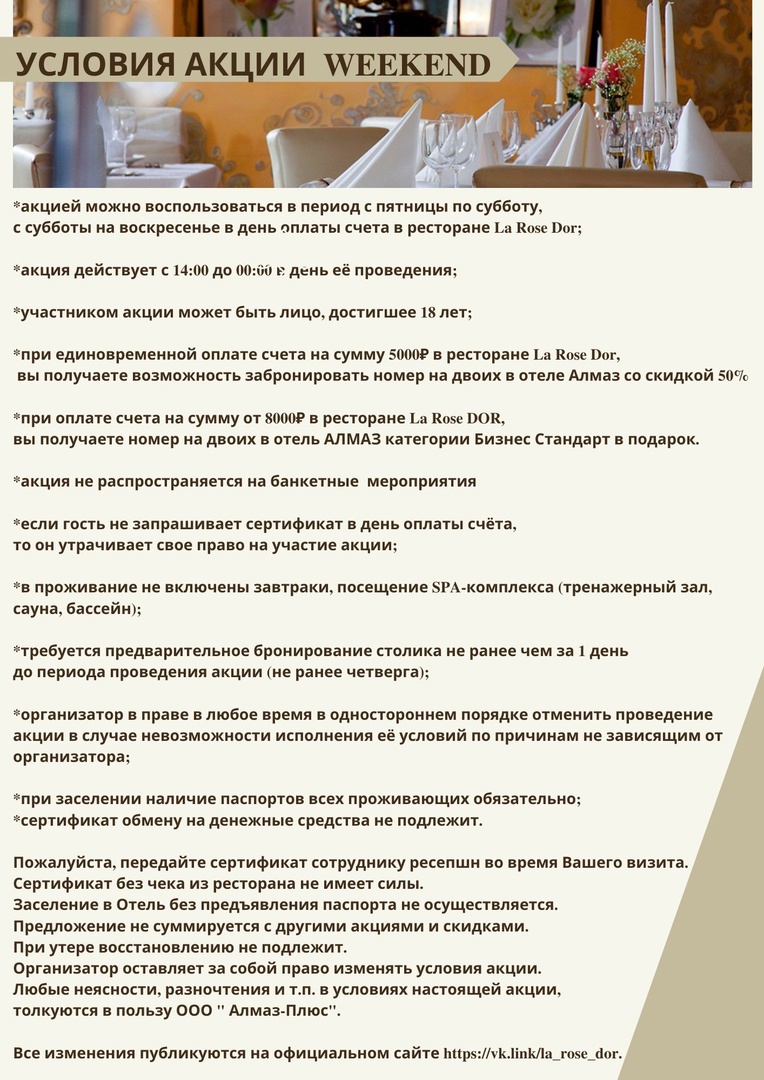 УСЛОВИЯ АКЦИИ WEEKEND
*акцией можно воспользоваться в период с пятницы по субботу,
с субботы на воскресенье в день оплаты счета в ресторане La Rose Dor;
*акция действует с 14:00 до 00:00 в день её проведения;
*участником акции может быть лицо, достигшее 18 лет;
*при единовременной оплате счета на сумму 5000₽ в ресторане La Rose Dor,
вы получаете возможность забронировать номер на двоих в отеле Алмаз со скидкой 50%
*при оплате счета на сумму от 8000₽ в ресторане La Rose DOR,
вы получаете номер на двоих в отель АЛМАЗ категории Бизнес Стандарт в подарок.
*акция не распространяется на банкетные мероприятия
*если гость не запрашивает сертификат в день оплаты счёта,
то он утрачивает свое право на участие акции;
*в проживание не включены завтраки, посещение SPA-комплекса (тренажерный зал,
сауна, бассейн);
*требуется предварительное бронирование столика не ранее чем за 1 день
до периода проведения акции (не ранее четверга);
*организатор в праве в любое время в одностороннем порядке отменить проведение
акции в случае невозможности исполнения её условий по причинам не зависящим от
организатора;
*при заселении наличие паспортов всех проживающих обязательно;
*сертификат обмену на денежные средства не подлежит.
Пожалуйста, передайте сертификат сотруднику ресепшн во время Вашего визита.
Сертификат без чека из ресторана не имеет силы.
Заселение в Отель без предъявления паспорта не осуществляется.
Предложение не суммируется с другими акциями и скидками.
При утере восстановлению не подлежит.
Организатор оставляет за собой право изменять условия акции.
Любые неясности, разночтения и т.п. в условиях настоящей акции,
толкуются в пользу ООО " Алмаз-Плюс".
Все изменения публикуются на официальном сайте https://vk.link/la_rose_dor.